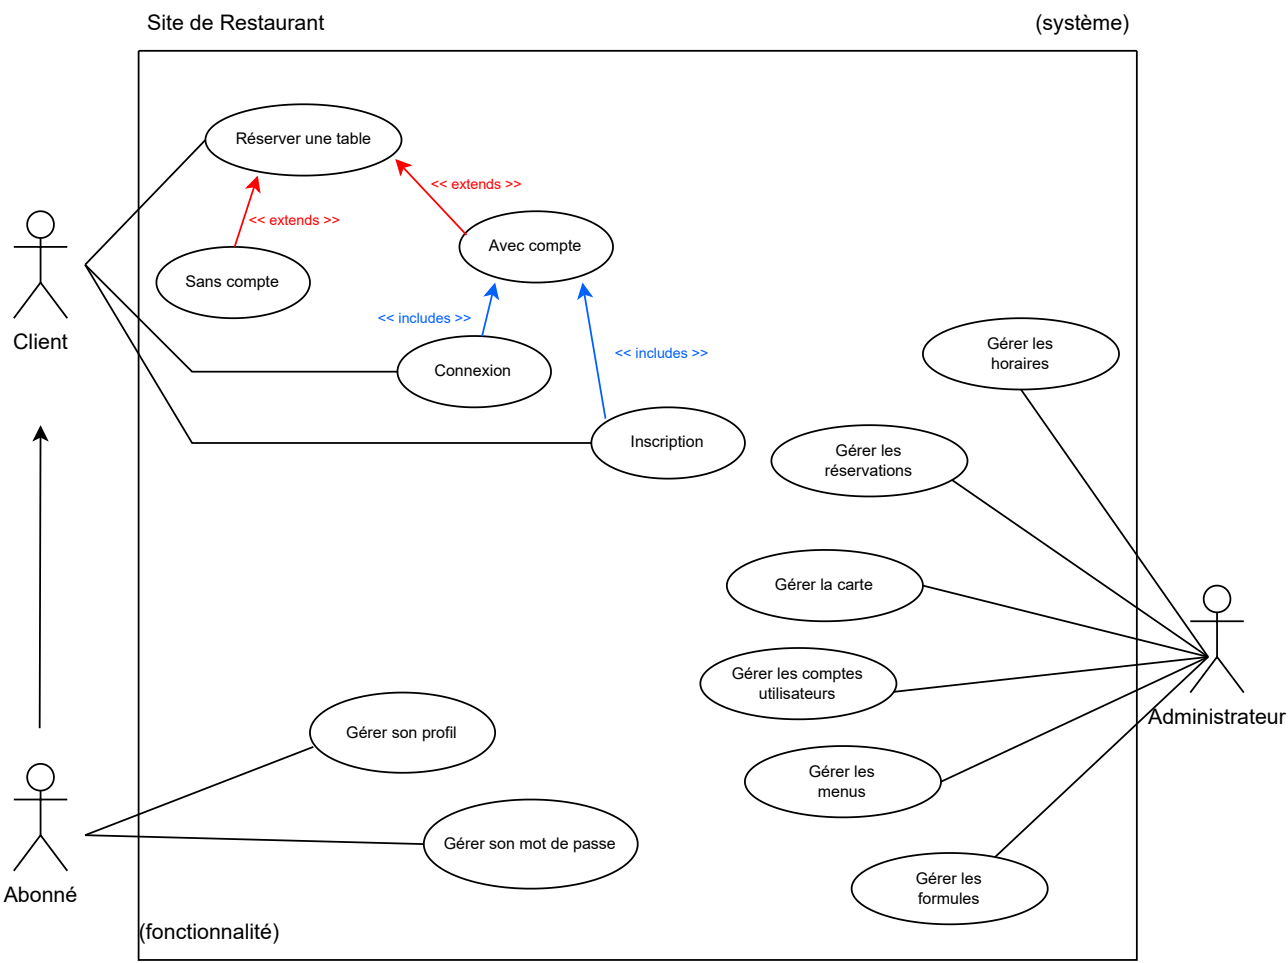 Site de Restaurant
(système)
Réserver une table
<< extends >>
<< extends >>
Avec compte
Sans compte
<< includes >>
Client
Connexion
<< includes >>
Gérer les
horaires
Inscription
Gérer les
réservations
Gérer la carte
Gérer les comptes
utilisateurs
Administrateur
Gérer son profil
Gérer les
menus
Gérer son mot de passe
Abonné
Gérer les
formules
(fonctionnalité)